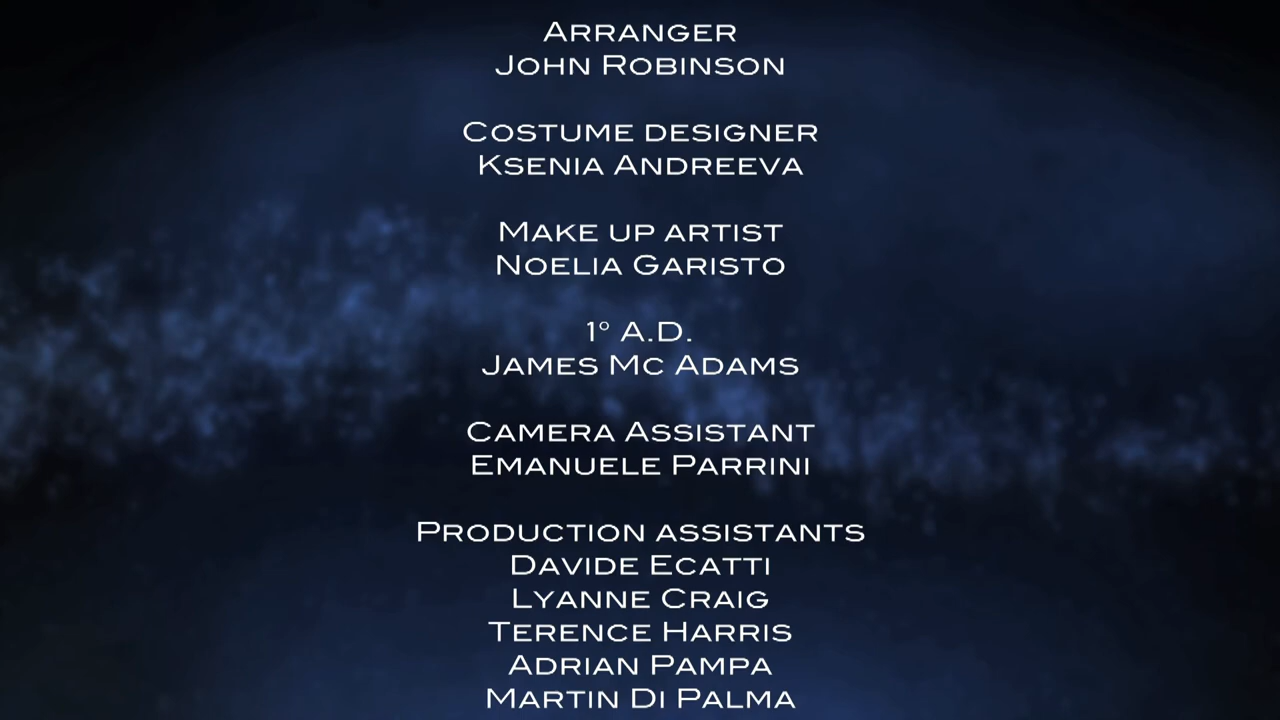 Arranger
John Robinson
Costume designer
Ksenia Andreeva
Make up artist
Noelia Garisto
1° A.D.
James Mc Adams
Camera Assistant
Emanuele Parrini
Production assistants
Davide Ecatti
Lyanne Craig
Terence Harris
Adrian Pampa
Martin Di Palma